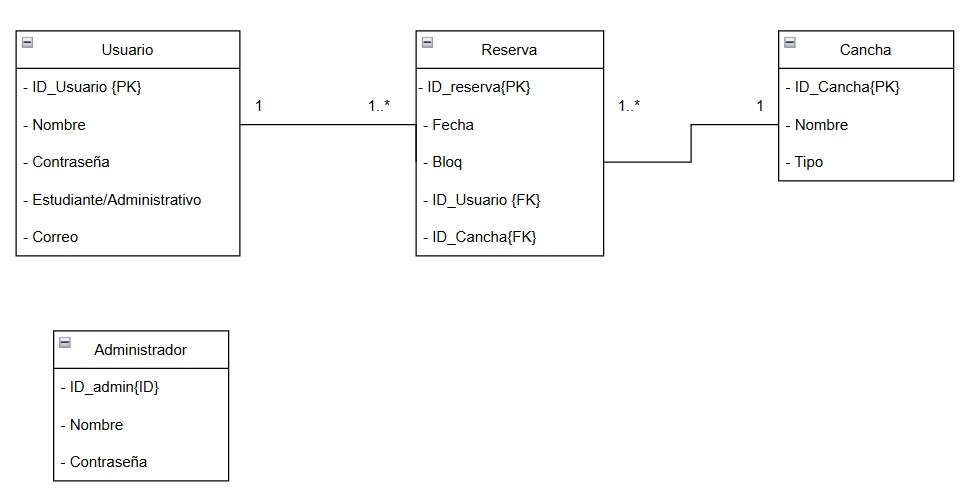 Usuario
- ID_Usuario {PK}
- Nombre
- Contraseña
- Estudiante/Administrativo
- Correo
1
1..*
Reserva
- ID_reserva{PK}
- Fecha
- Bloq
- ID_Usuario {FK}
- ID_Cancha{FK}
1..*
1
Cancha
- ID_Cancha{PK}
- Nombre
- Tipo
Administrador
- ID_admin{ID}
- Nombre
- Contraseña